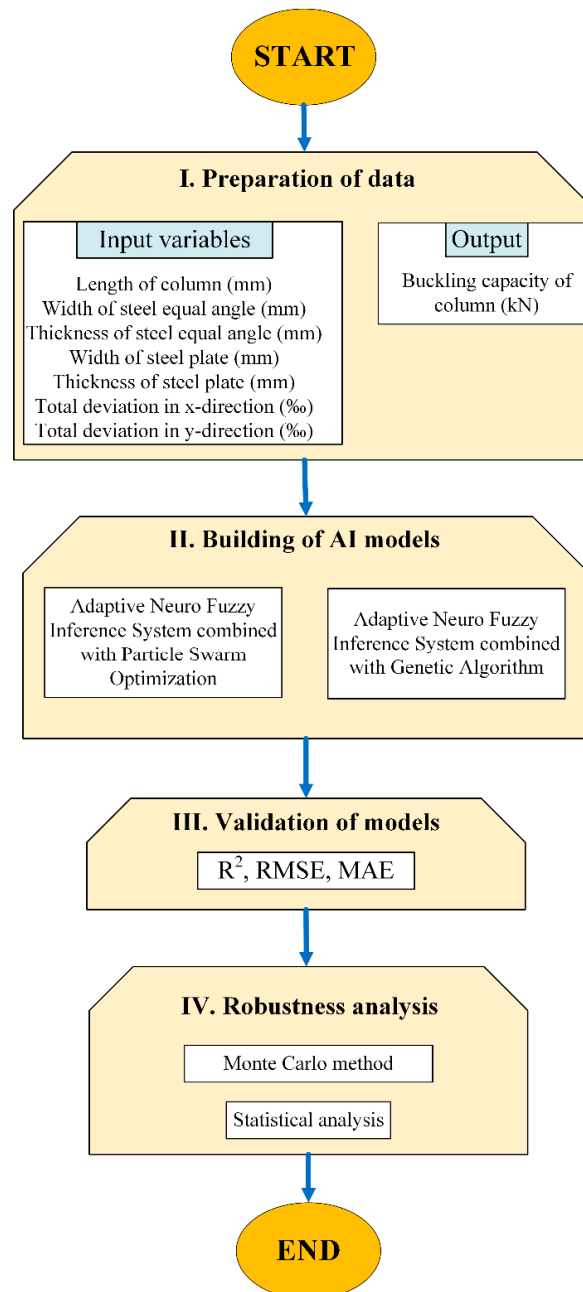 START
I. Preparation of data
Input variables
Length of column (mm)
Width of steel equal angle (mm)
Thickness of steel equal angle (mm)
Width of steel plate (mm)
Thickness of steel plate (mm)
Total deviation in x-direction (‰)
Total deviation in y-direction (‰)
Output
Buckling capacity of
column (kN)
II. Building of AI models
Adaptive Neuro Fuzzy
Inference System combined
with Particle Swarm
Optimization
Adaptive Neuro Fuzzy
Inference System combined
with Genetic Algorithm
III. Validation of models
R², RMSE, MAE
IV. Robustness analysis
Monte Carlo method
Statistical analysis
END